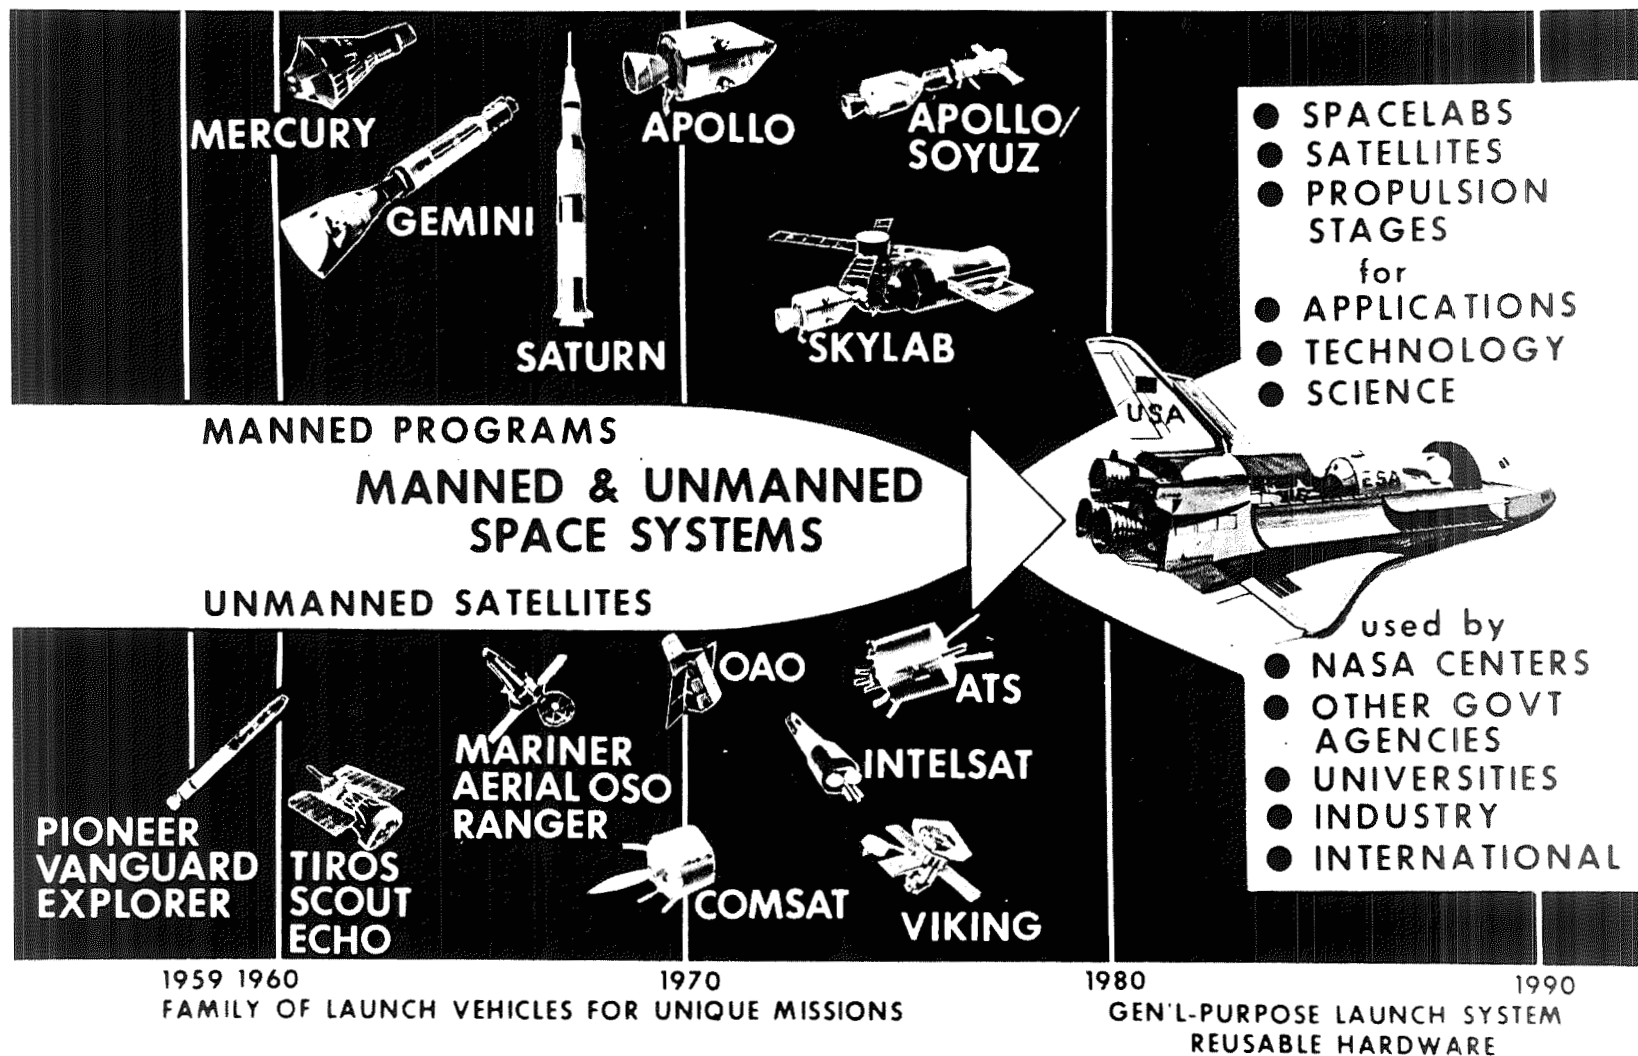 MERCURY
GEMINI
SATURN
APOLLO
APOLLO/
SOYUZ
SKYLAB
● SPACELABS
● SATELLITES
● PROPULSION
STAGES
for
● APPLICATIONS
● TECHNOLOGY
● SCIENCE
MANNED PROGRAMS
MANNED & UNMANNED
SPACE SYSTEMS
UNMANNED SATELLITES
USA
ESA
used by
● NASA CENTERS
● OTHER GOVT
AGENCIES
● UNIVERSITIES
● INDUSTRY
● INTERNATIONAL
PIONEER
VANGUARD
EXPLORER
TIROS
SCOUT
ECHO
MARINER
AERIAL OSO
RANGER
OAO
ATS
INTELSAT
COMSAT
VIKING
1959 1960
1970
1980
1990
FAMILY OF LAUNCH VEHICLES FOR UNIQUE MISSIONS
GEN'L-PURPOSE LAUNCH SYSTEM
REUSABLE HARDWARE